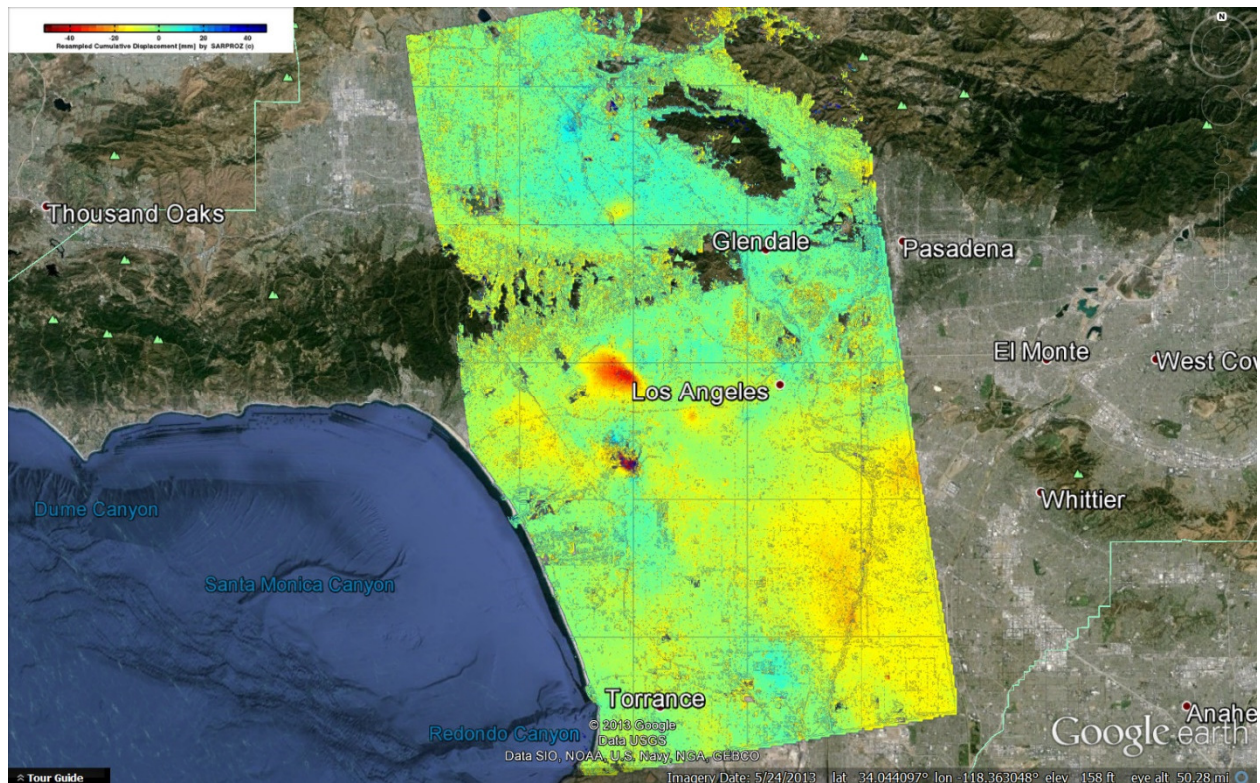 -40 -20 0 20 40
Resampled Cumulative Displacement [mm] by SARPROZ (c)
N
Thousand Oaks
Glendale
Pasadena
El Monte
West Cov
Los Angeles
Whittier
Dume Canyon
Santa Monica Canyon
Torrance
Redondo Canyon
© 2013 Google
Data USGS
Data SIO, NOAA, U.S. Navy, NGA, GEBCO
Anahe
Google earth
Tour Guide
Imagery Date: 5/24/2013 lat 34.044097° lon -118.363048° elev 158 ft eye alt 50.28 mi